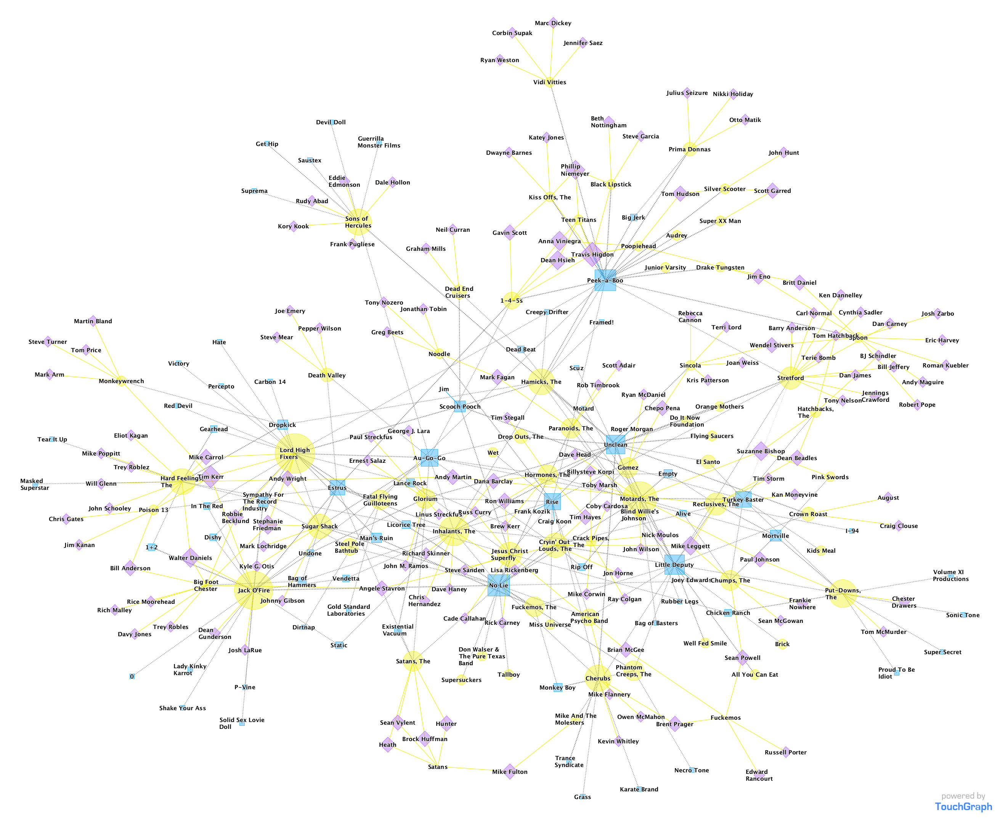 Marc Dickey
Corbin Supak
Jennifer Saez
Ryan Weston
Vidi Vitties
Julius Seizure
Nikki Holiday
Beth
Nottingham
Otto Matik
Devil Doll
Guerrilla
Monster Films
Get Hip
Katey Jones
Steve Garcia
Prima Donnas
Dwayne Barnes
John Hunt
Saustex
Phillip
Niemeyer
Eddie
Edmonson
Dale Hollon
Black Lipstick
Suprema
Silver Scooter
Scott Garred
Tom Hudson
Kiss Offs, The
Rudy Abad
Sons of
Hercules
Teen Titans
Big Jerk
Super XX Man
Kory Kook
Neil Curran
Gavin Scott
Audrey
Anna Viniegra
Frank Pugliese
Graham Mills
Poopiehead
Travis Higdon
Dean Hsieh
Junior Varsity
Drake Tungsten
Jim Eno
Peek-a-Boo
Britt Daniel
Dead End
Cruisers
Ken Dannelley
1-4-5s
Tony Nozero
Jonathan Tobin
Joe Emery
Creepy Drifter
Rebecca
Cannon
Carl Normal
Cynthia Sadler
Josh Zarbo
Martin Bland
Framed!
Dan Carney
Pepper Wilson
Terri Lord
Barry Anderson
Greg Beets
Tom Hatchback
Spoon
Steve Mear
Steve Turner
Hate
Eric Harvey
Wendel Stivers
Tom Price
Dead Beat
Noodle
BJ Schindler
Terie Bomb
Victory
Scuz
Scott Adair
Sincola
Joan Weiss
Roman Kuebler
Bill Jeffery
Mark Arm
Death Valley
Dan James
Mark Fagan
Hamicks, The
Stretford
Monkeywrench
Carbon 14
Kris Patterson
Andy Maguire
Percepto
Rob Timbrook
Jim
Ryan McDaniel
Jennings
Crawford
Tony Nelson
Red Devil
Scooch Pooch
Motard
Chepo Pena
Orange Mothers
Robert Pope
Hatchbacks,
The
Tim Stegall
Do It Now
Foundation
Dropkick
Gearhead
Paranoids, The
Roger Morgan
George J. Lara
Eliot Kagan
Paul Streckfus
Drop Outs, The
Flying Saucers
Tear It Up
Unclean
Lord High
Fixers
Suzanne Bishop
Mike Poppitt
Wet
Dave Head
Mike Carrol
Au-Go-Go
Dean Beadles
Ernest Salaz
El Santo
Trey Roblez
Gomez
Billysteve Korpi
Empty
Hormones, The
Hard Feelings,
The
Tim Kerr
Andy Wright
Andy Martin
Pink Swords
Tim Storm
Masked
Superstar
Will Glenn
Lance Rock
Dana Barclay
Toby Marsh
Estrus
Sympathy For
The Record
Industry
Fatal Flying
Guilloteens
Glorium
Ron Williams
Rise
Motards, The
Turkey Baster
Kan Moneyvine
August
Reclusives, The
In The Red
Coby Cardosa
John Schooley
Poison 13
Blind Willie's
Johnson
Frank Kozik
Russ Curry
Linus Streckfus
Alive
Crown Roast
Robbie
Becklund
Chris Gates
Tim Hayes
Craig Koon
Stephanie
Friedman
Sugar Shack
Licorice Tree
Brew Kerr
Craig Clouse
Inhalants, The
I-94
Dishy
Man's Ruin
Nick Moulos
Crack Pipes,
The
Mortville
Cryin' Out
Louds, The
Jim Kanan
1+2
Mark Lochridge
Steel Pole
Bathtub
Mike Leggett
John Wilson
Kids Meal
Jesus Christ
Superfly
Undone
Richard Skinner
Walter Daniels
Paul Johnson
Kyle G. Otis
John M. Ramos
Rip Off
Little Deputy
Bill Anderson
Steve Sanden
Lisa Rickenberg
Jon Horne
Volume XI
Productions
Bag of
Hamners
Vendetta
Joey Edwards
Chumps, The
Big Foot
Chester
Jack O'Fire
Angele Stavron
Dave Haney
No Lie
Put-Downs,
The
Mike Corwin
Rice Moorehead
Johnny Gibson
Chris
Hernandez
Ray Colgan
Rubber Legs
Frankie
Nowhere
Chester
Drawers
Rich Malley
Gold Standard
Laboratories
Fuckemos, The
Chicken Ranch
Sonic Tone
Cade Callahan
American
Psycho Band
Sean McGowan
Rick Carney
Miss Universe
Bag of Basters
Trey Robles
Dirtnap
Existential
Vacuum
Tom McMurder
Davy Jones
Dean
Gunderson
Static
Well Fed Smile
Brick
Josh LaRue
Don Walser &
The Pure Texas
Band
Brian McGee
Super Secret
Sean Powell
Satans, The
Lady Kinky
Karrot
Phantom
Creeps, The
Proud To Be
Idiot
0
Supersuckers
Tallboy
Cherubs
All You Can Eat
P-Vine
Monkey Boy
Mike Flannery
Shake Your Ass
Mike And The
Molesters
Owen McMahon
Fuckemos
Solid Sex Lovie
Doll
Sean Vylent
Hunter
Brent Prager
Brock Huffman
Heath
Kevin Whitley
Russell Porter
Trance
Syndicate
Satans
Mike Fulton
Necro Tone
Edward
Rancourt
Karate Brand
Grass
powered by
TouchGraph